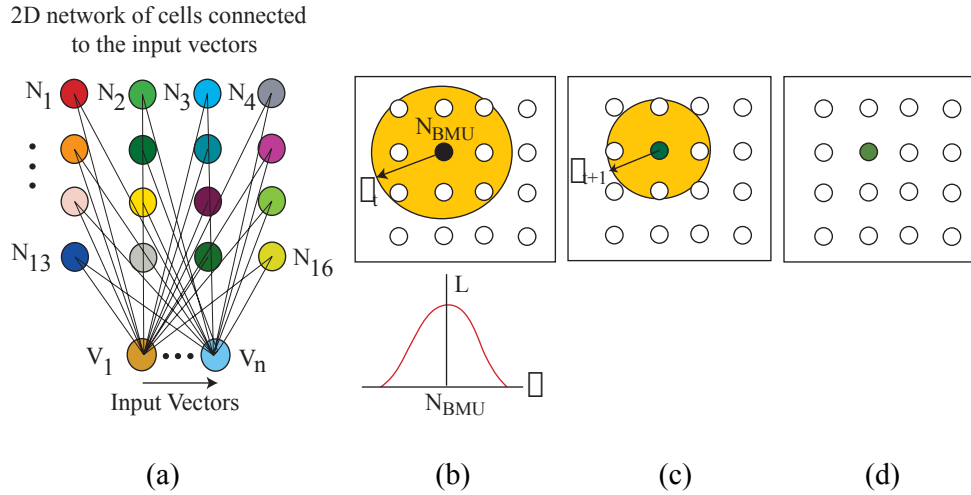 2D network of cells connected
to the input vectors
N1 N2 N3 N4
N13 N16
V1 Vn
Input Vectors
NBMU
□t
L
NBMU □
□t+1
(a) (b) (c) (d)